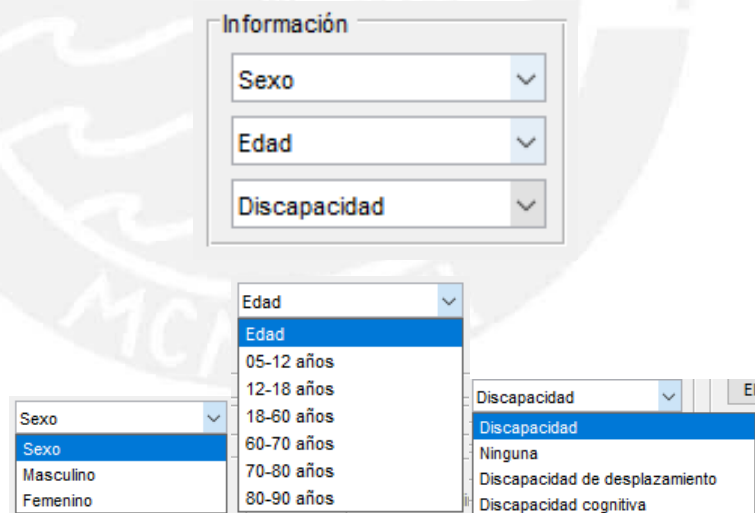 Información
Sexo
Edad
Discapacidad
Edad
Edad
05-12 años
12-18 años
18-60 años
60-70 años
70-80 años
80-90 años
Sexo
Sexo
Masculino
Femenino
Discapacidad
Discapacidad
Ninguna
Discapacidad de desplazamiento
Discapacidad cognitiva